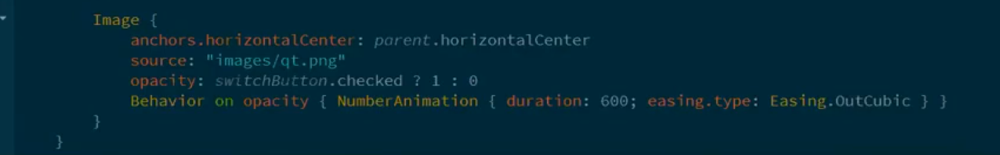 Image {
anchors.horizontalCenter: parent.horizontalCenter
source: "images/qt.png"
opacity: switchButton.checked ? 1 : 0
Behavior on opacity { NumberAnimation { duration: 600; easing.type: Easing.OutCubic } }
}
}